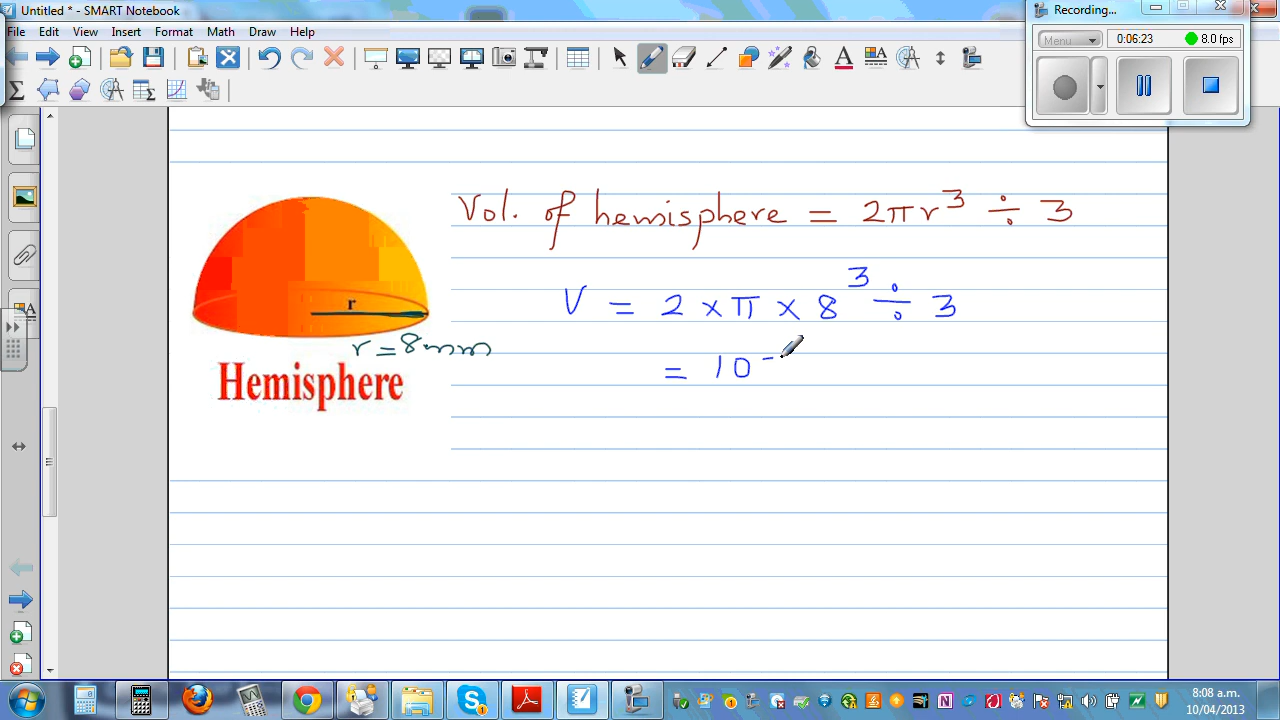 Untitled * - SMART Notebook
File Edit View Insert Format Math Draw Help
Recording...
Menu 0:06:23 8.0 fps
Vol. of hemisphere = 2πr³ ÷ 3
V = 2 × π × 8³ ÷ 3
r
r = 8mm
= 10
Hemisphere
8:08 a.m.
10/04/2013